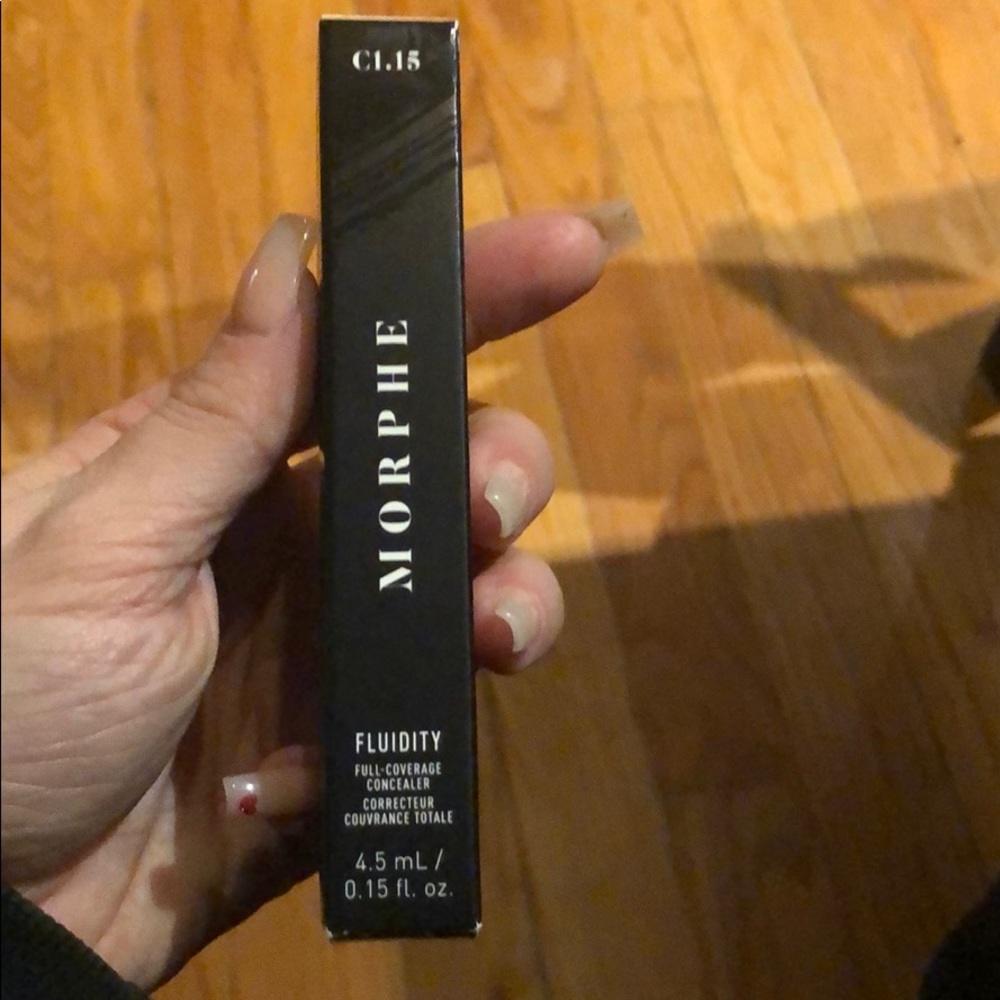 C1.15
MORPHE
FLUIDITY
FULL-COVERAGE
CONCEALER
CORRECTEUR
COUVRANCE TOTALE
4.5 mL /
0.15 fl. oz.